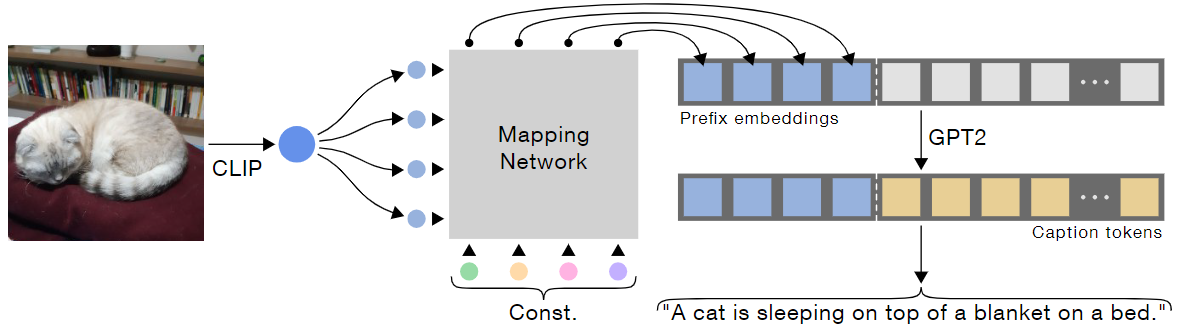 CLIP
Mapping
Network
Const.
Prefix embeddings
GPT2
Caption tokens
"A cat is sleeping on top of a blanket on a bed."